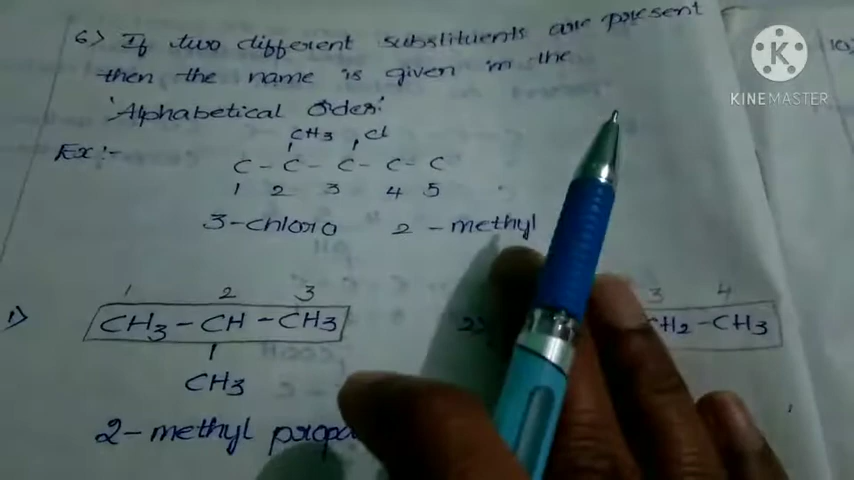 6) If two different substituents are present
then the name is given in the
'Alphabetical Order'
CH3 , Cl
Ex:- C - C - C - C - C
1 2 3 4 5
3-chloro 2-methyl
1 2 3
1) CH3 - CH - CH3
CH3
2-methyl
2)
3 4
CH2 - CH3
10)
K
KINEMASTER